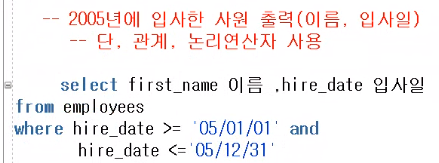 -- 2005년에 입사한 사원 출력(이름, 입사일)
-- 단, 관계, 논리연산자 사용
select first_name 이름 ,hire_date 입사일
from employees
where hire_date >= '05/01/01' and
hire_date <='05/12/31'